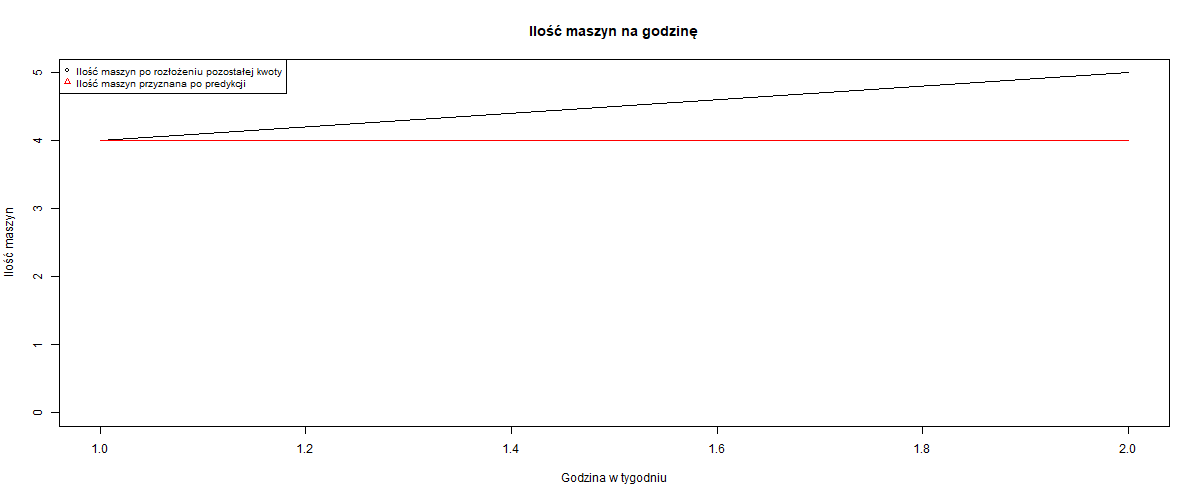 Ilość maszyn na godzinę
Ilość maszyn po rozłożeniu pozostałej kwoty
Ilość maszyn przyznana po predykcji
5
4
3
2
1
0
Ilość maszyn
1.0 1.2 1.4 1.6 1.8 2.0
Godzina w tygodniu